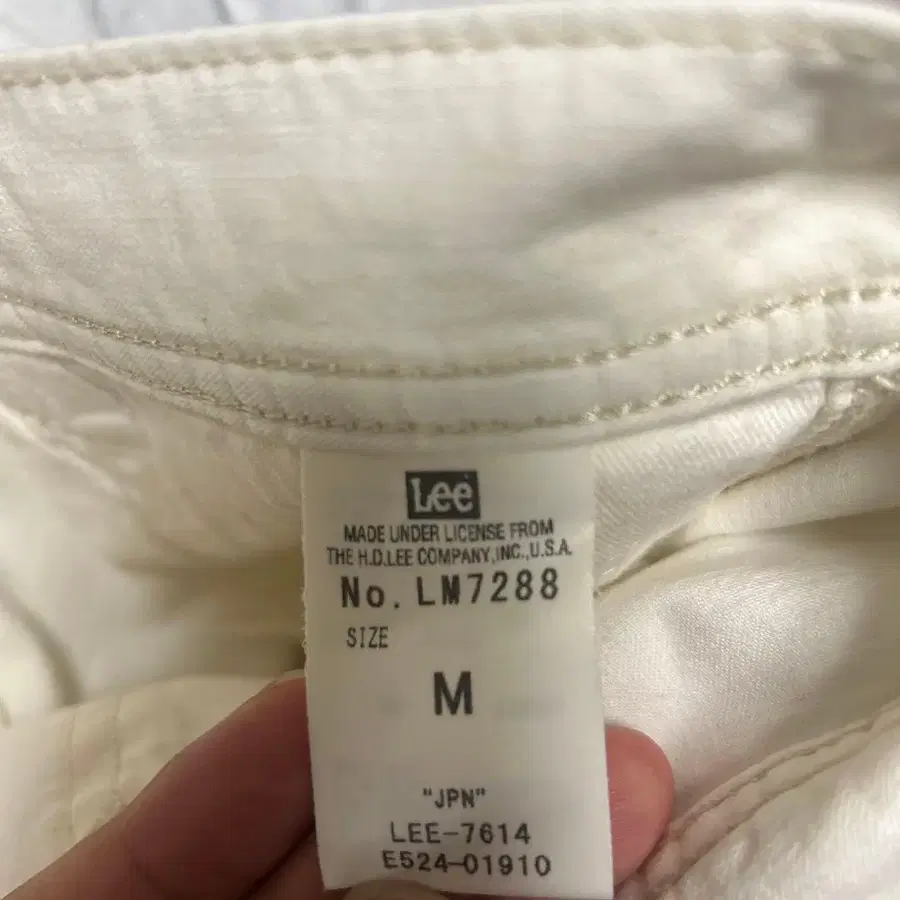 Lee
MADE UNDER LICENSE FROM
THE H.D.LEE COMPANY,INC.,U.S.A.
No. LM7288
SIZE
M
"JPN"
LEE-7614
E524-01910